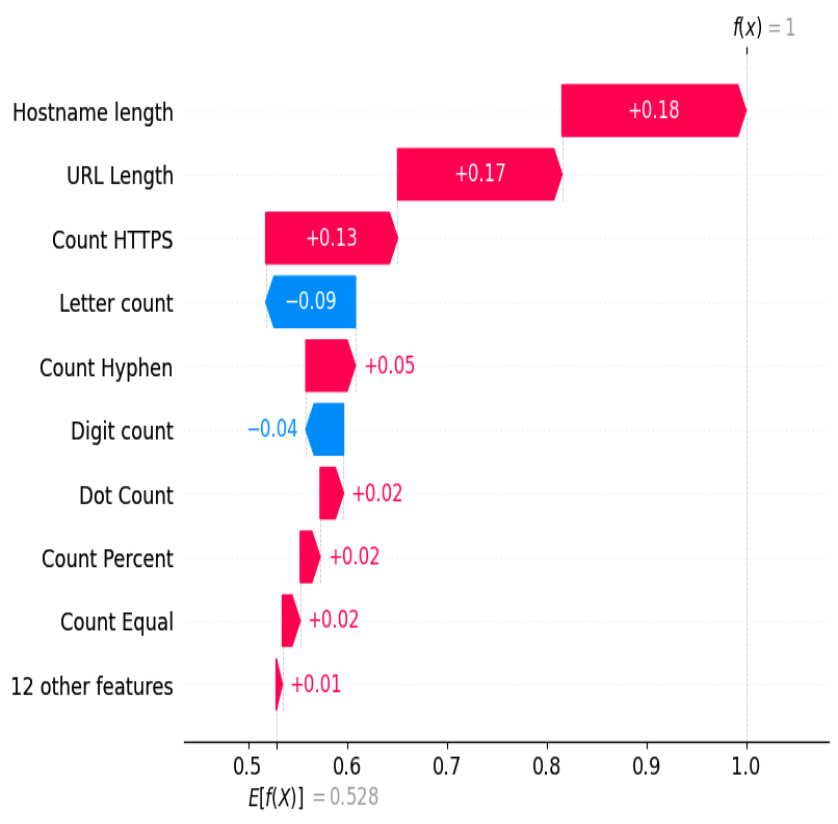 f(x) = 1
Hostname length
+0.18
URL Length
+0.17
Count HTTPS
+0.13
Letter count
−0.09
Count Hyphen
+0.05
Digit count
−0.04
Dot Count
+0.02
Count Percent
+0.02
Count Equal
+0.02
12 other features
+0.01
0.5 0.6 0.7 0.8 0.9 1.0
E[f(X)] = 0.528